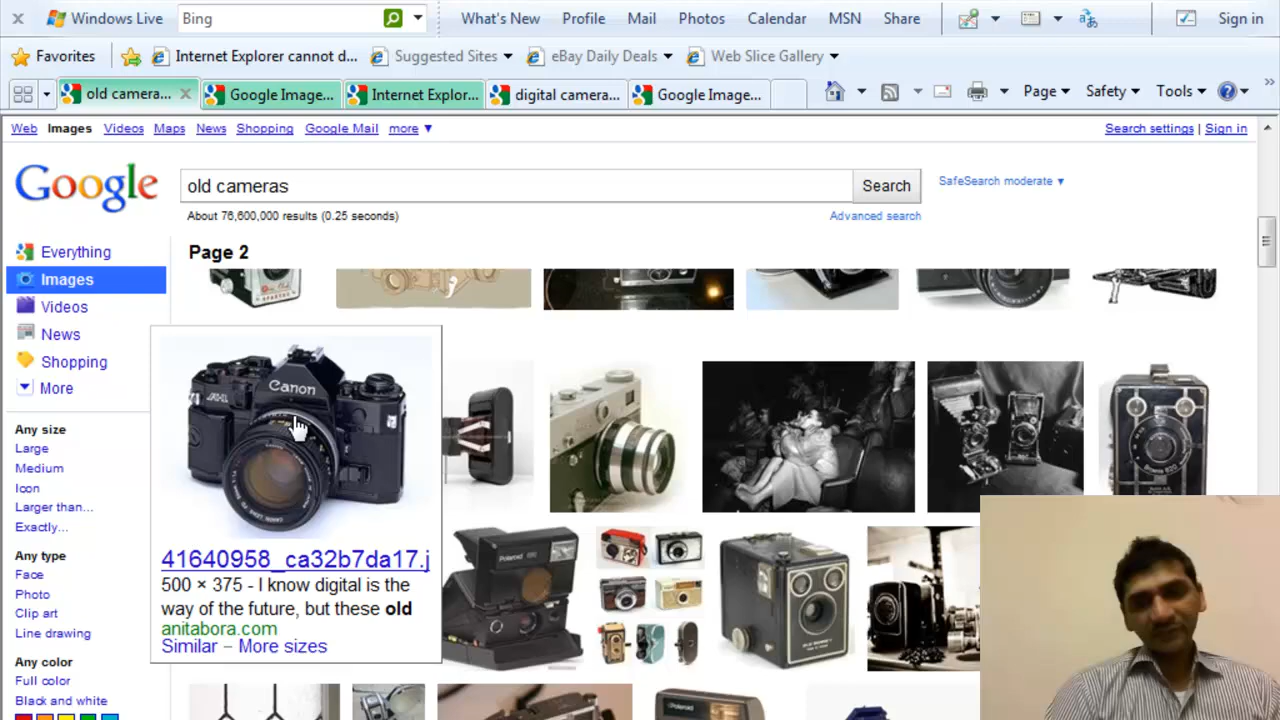 Windows Live Bing What's New Profile Mail Photos Calendar MSN Share Sign in
Favorites Internet Explorer cannot d... Suggested Sites eBay Daily Deals Web Slice Gallery
old camera... Google Image... Internet Explor... digital camera... Google Image... Page Safety Tools
Web Images Videos Maps News Shopping Google Mail more Search settings | Sign in
Google old cameras Search SafeSearch moderate
About 76,600,000 results (0.25 seconds) Advanced search
Everything
Page 2
Images
Videos
News
Shopping
More
Any size
Large
Medium
Icon
Larger than...
Exactly...
Any type
Face
Photo
Clip art
Line drawing
Any color
Full color
Black and white
Canon
41640958_ca32b7da17.j
500 × 375 - I know digital is the
way of the future, but these old
anitabora.com
Similar – More sizes
Polaroid
Polaroid